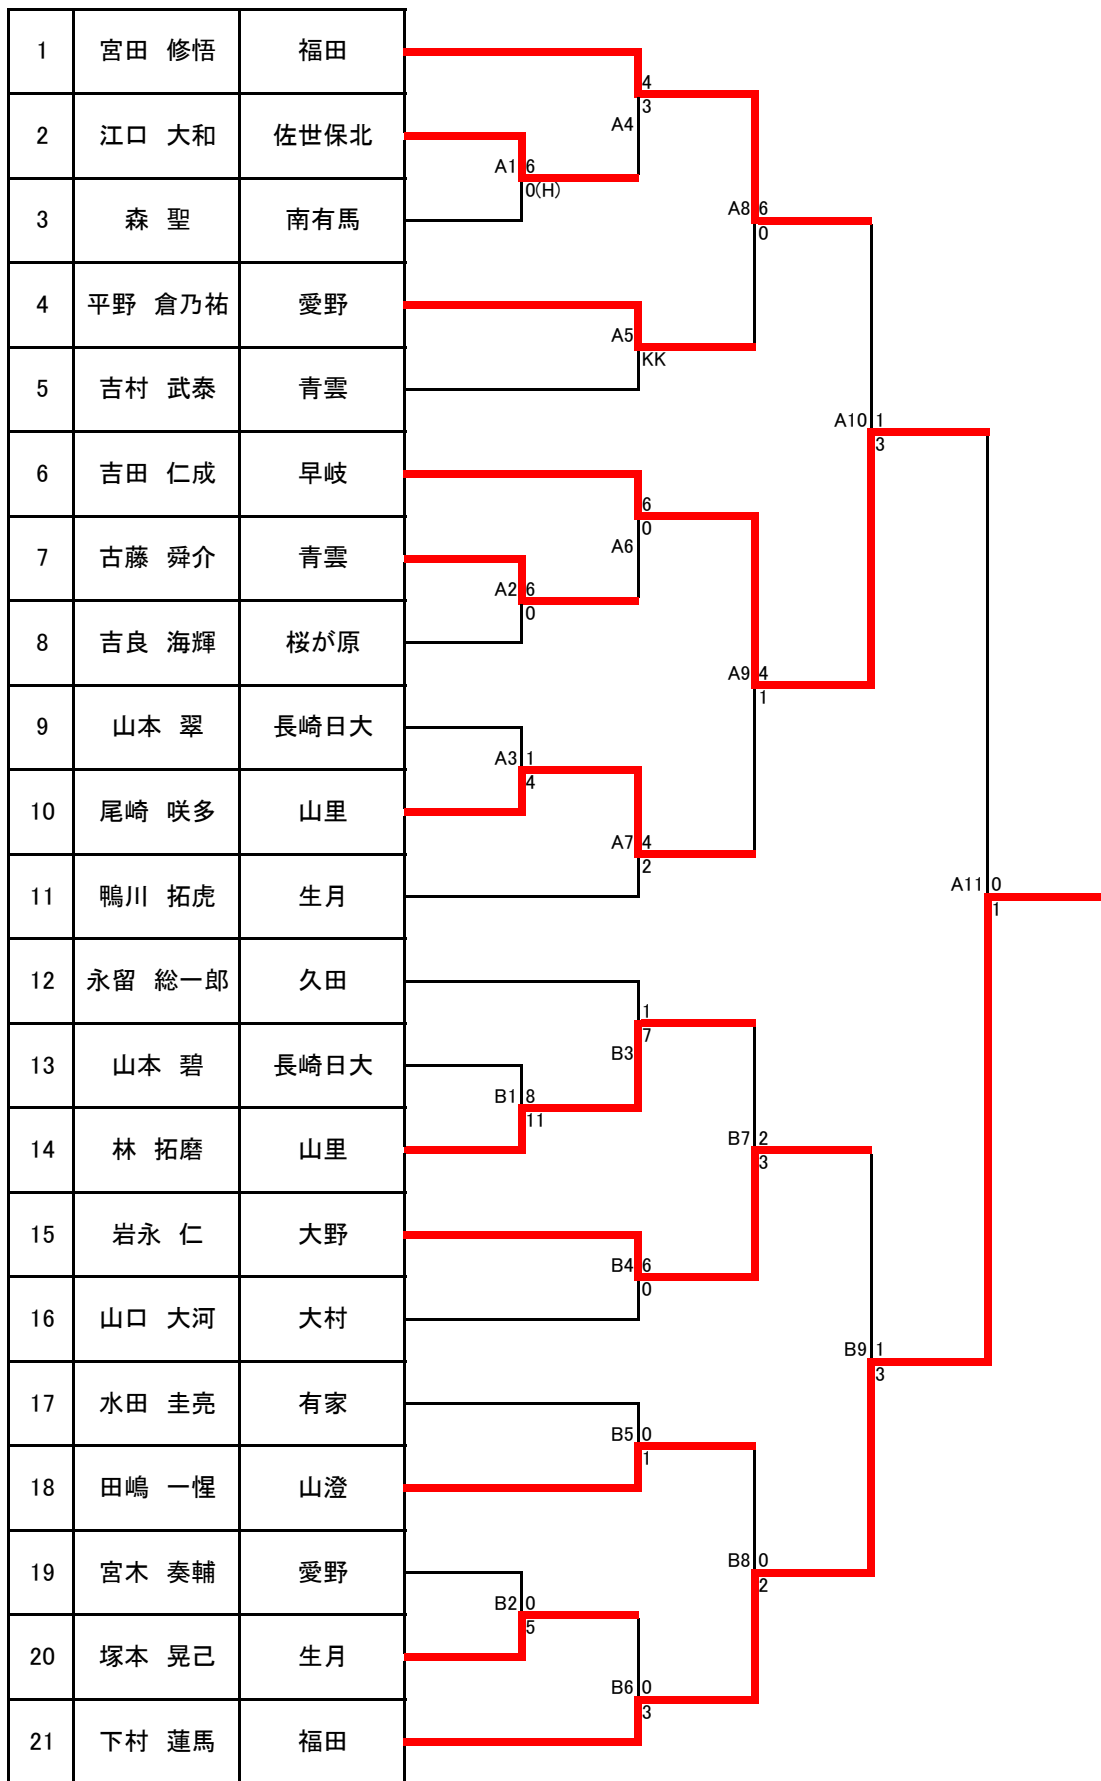 1 宮田 修悟 福田
4
3
A4
2 江口 大和 佐世保北
A1 6
0(H)
3 森 聖 南有馬
A8 6
0
4 平野 倉乃祐 愛野
A5
KK
5 吉村 武泰 青雲
A10 1
3
6 吉田 仁成 早岐
6
0
A6
7 古藤 舜介 青雲
A2 6
0
8 吉良 海輝 桜が原
A9 4
1
9 山本 翠 長崎日大
A3 1
4
10 尾崎 咲多 山里
A7 4
2
11 鴨川 拓虎 生月
A11 0
1
12 永留 総一郎 久田
1
7
B3
13 山本 碧 長崎日大
B1 8
11
14 林 拓磨 山里
B7 2
3
15 岩永 仁 大野
B4 6
0
16 山口 大河 大村
B9 1
3
17 水田 圭亮 有家
B5 0
1
18 田嶋 一惺 山澄
B8 0
2
19 宮木 奏輔 愛野
B2 0
5
20 塚本 晃己 生月
B6 0
3
21 下村 蓮馬 福田